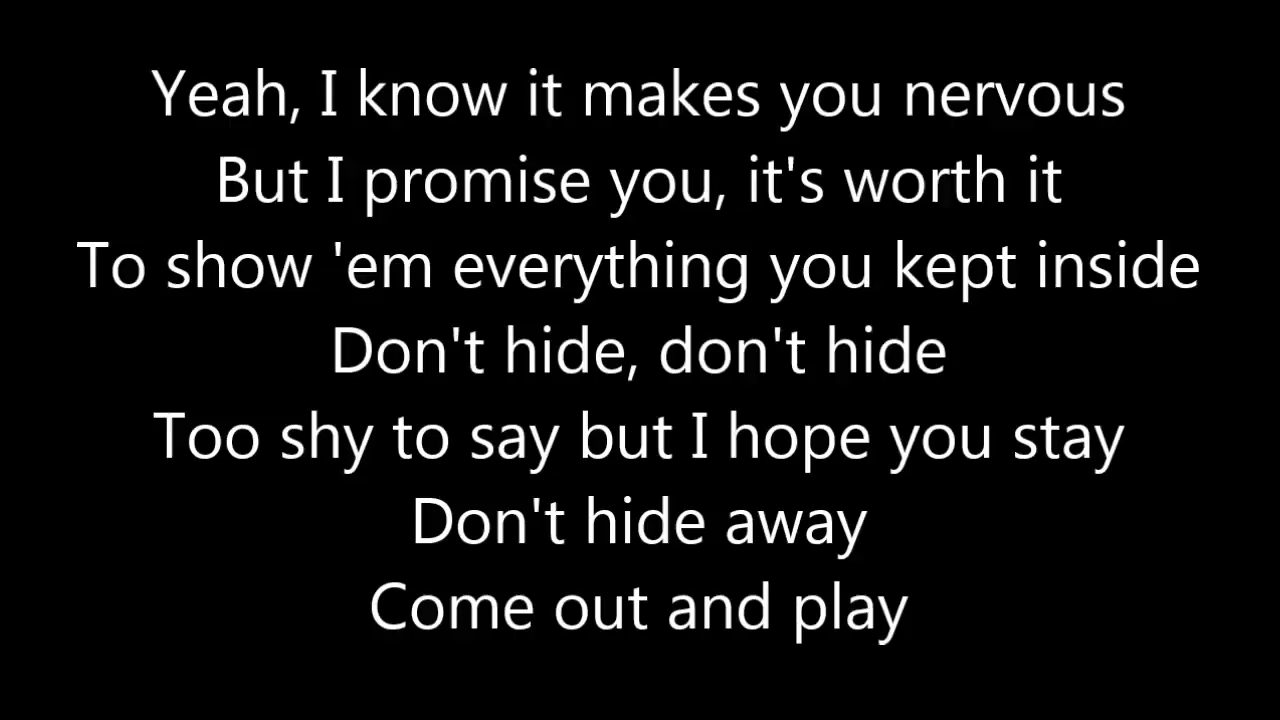 Yeah, I know it makes you nervous
But I promise you, it's worth it
To show 'em everything you kept inside
Don't hide, don't hide
Too shy to say but I hope you stay
Don't hide away
Come out and play